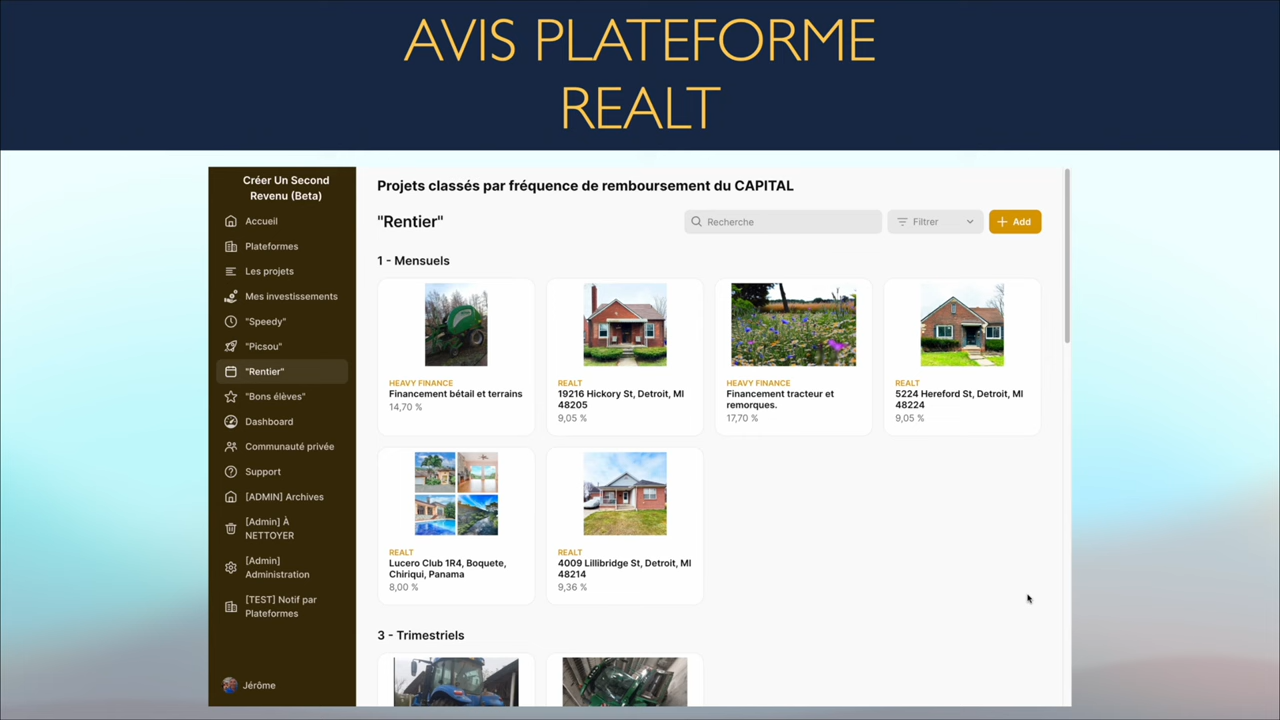 AVIS PLATEFORME
REALT
Créer Un Second
Revenu (Beta)
Accueil
Plateformes
Les projets
Mes investissements
"Speedy"
"Picsou"
"Rentier"
"Bons élèves"
Dashboard
Communauté privée
Support
[ADMIN] Archives
[Admin] À
NETTOYER
[Admin]
Administration
[TEST] Notif par
Plateformes
Jérôme
Projets classés par fréquence de remboursement du CAPITAL
"Rentier"
Recherche
Filtrer
Add
1 - Mensuels
HEAVY FINANCE
Financement bétail et terrains
14,70 %
REALT
19216 Hickory St, Detroit, MI
48205
9,05 %
HEAVY FINANCE
Financement tracteur et
remorques.
17,70 %
REALT
5224 Hereford St, Detroit, MI
48224
9,05 %
REALT
Lucero Club 1R4, Boquete,
Chiriqui, Panama
8,00 %
REALT
4009 Lillibridge St, Detroit, MI
48214
9,36 %
3 - Trimestriels